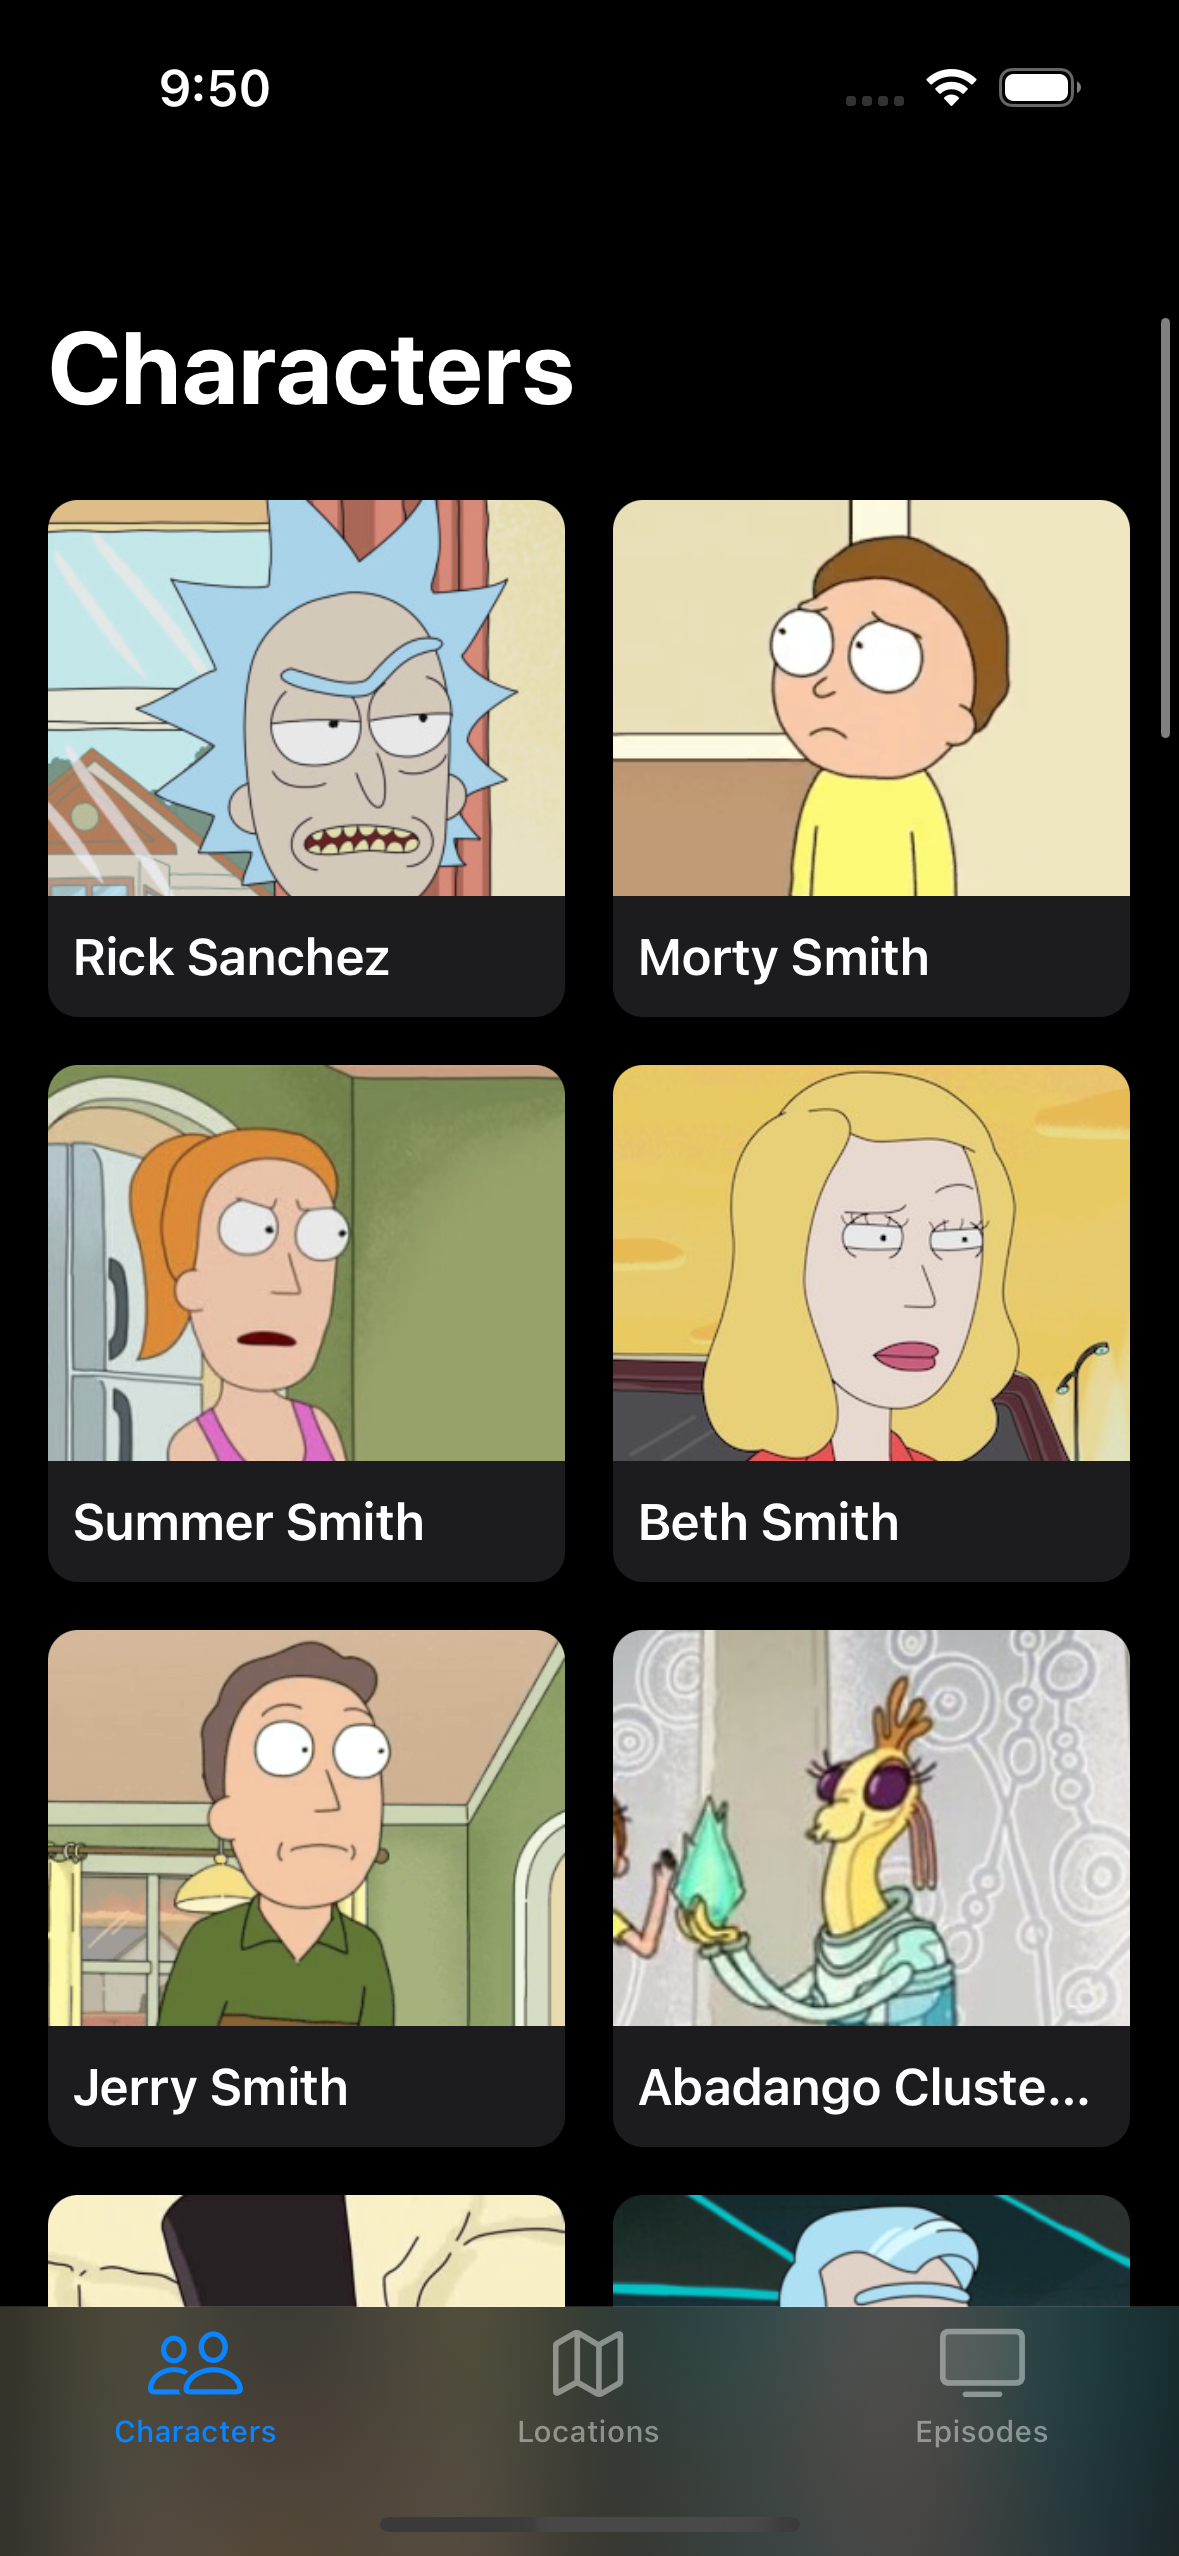 9:50
Characters
Rick Sanchez
Morty Smith
Summer Smith
Beth Smith
Jerry Smith
Abadango Cluste...
Characters
Locations
Episodes